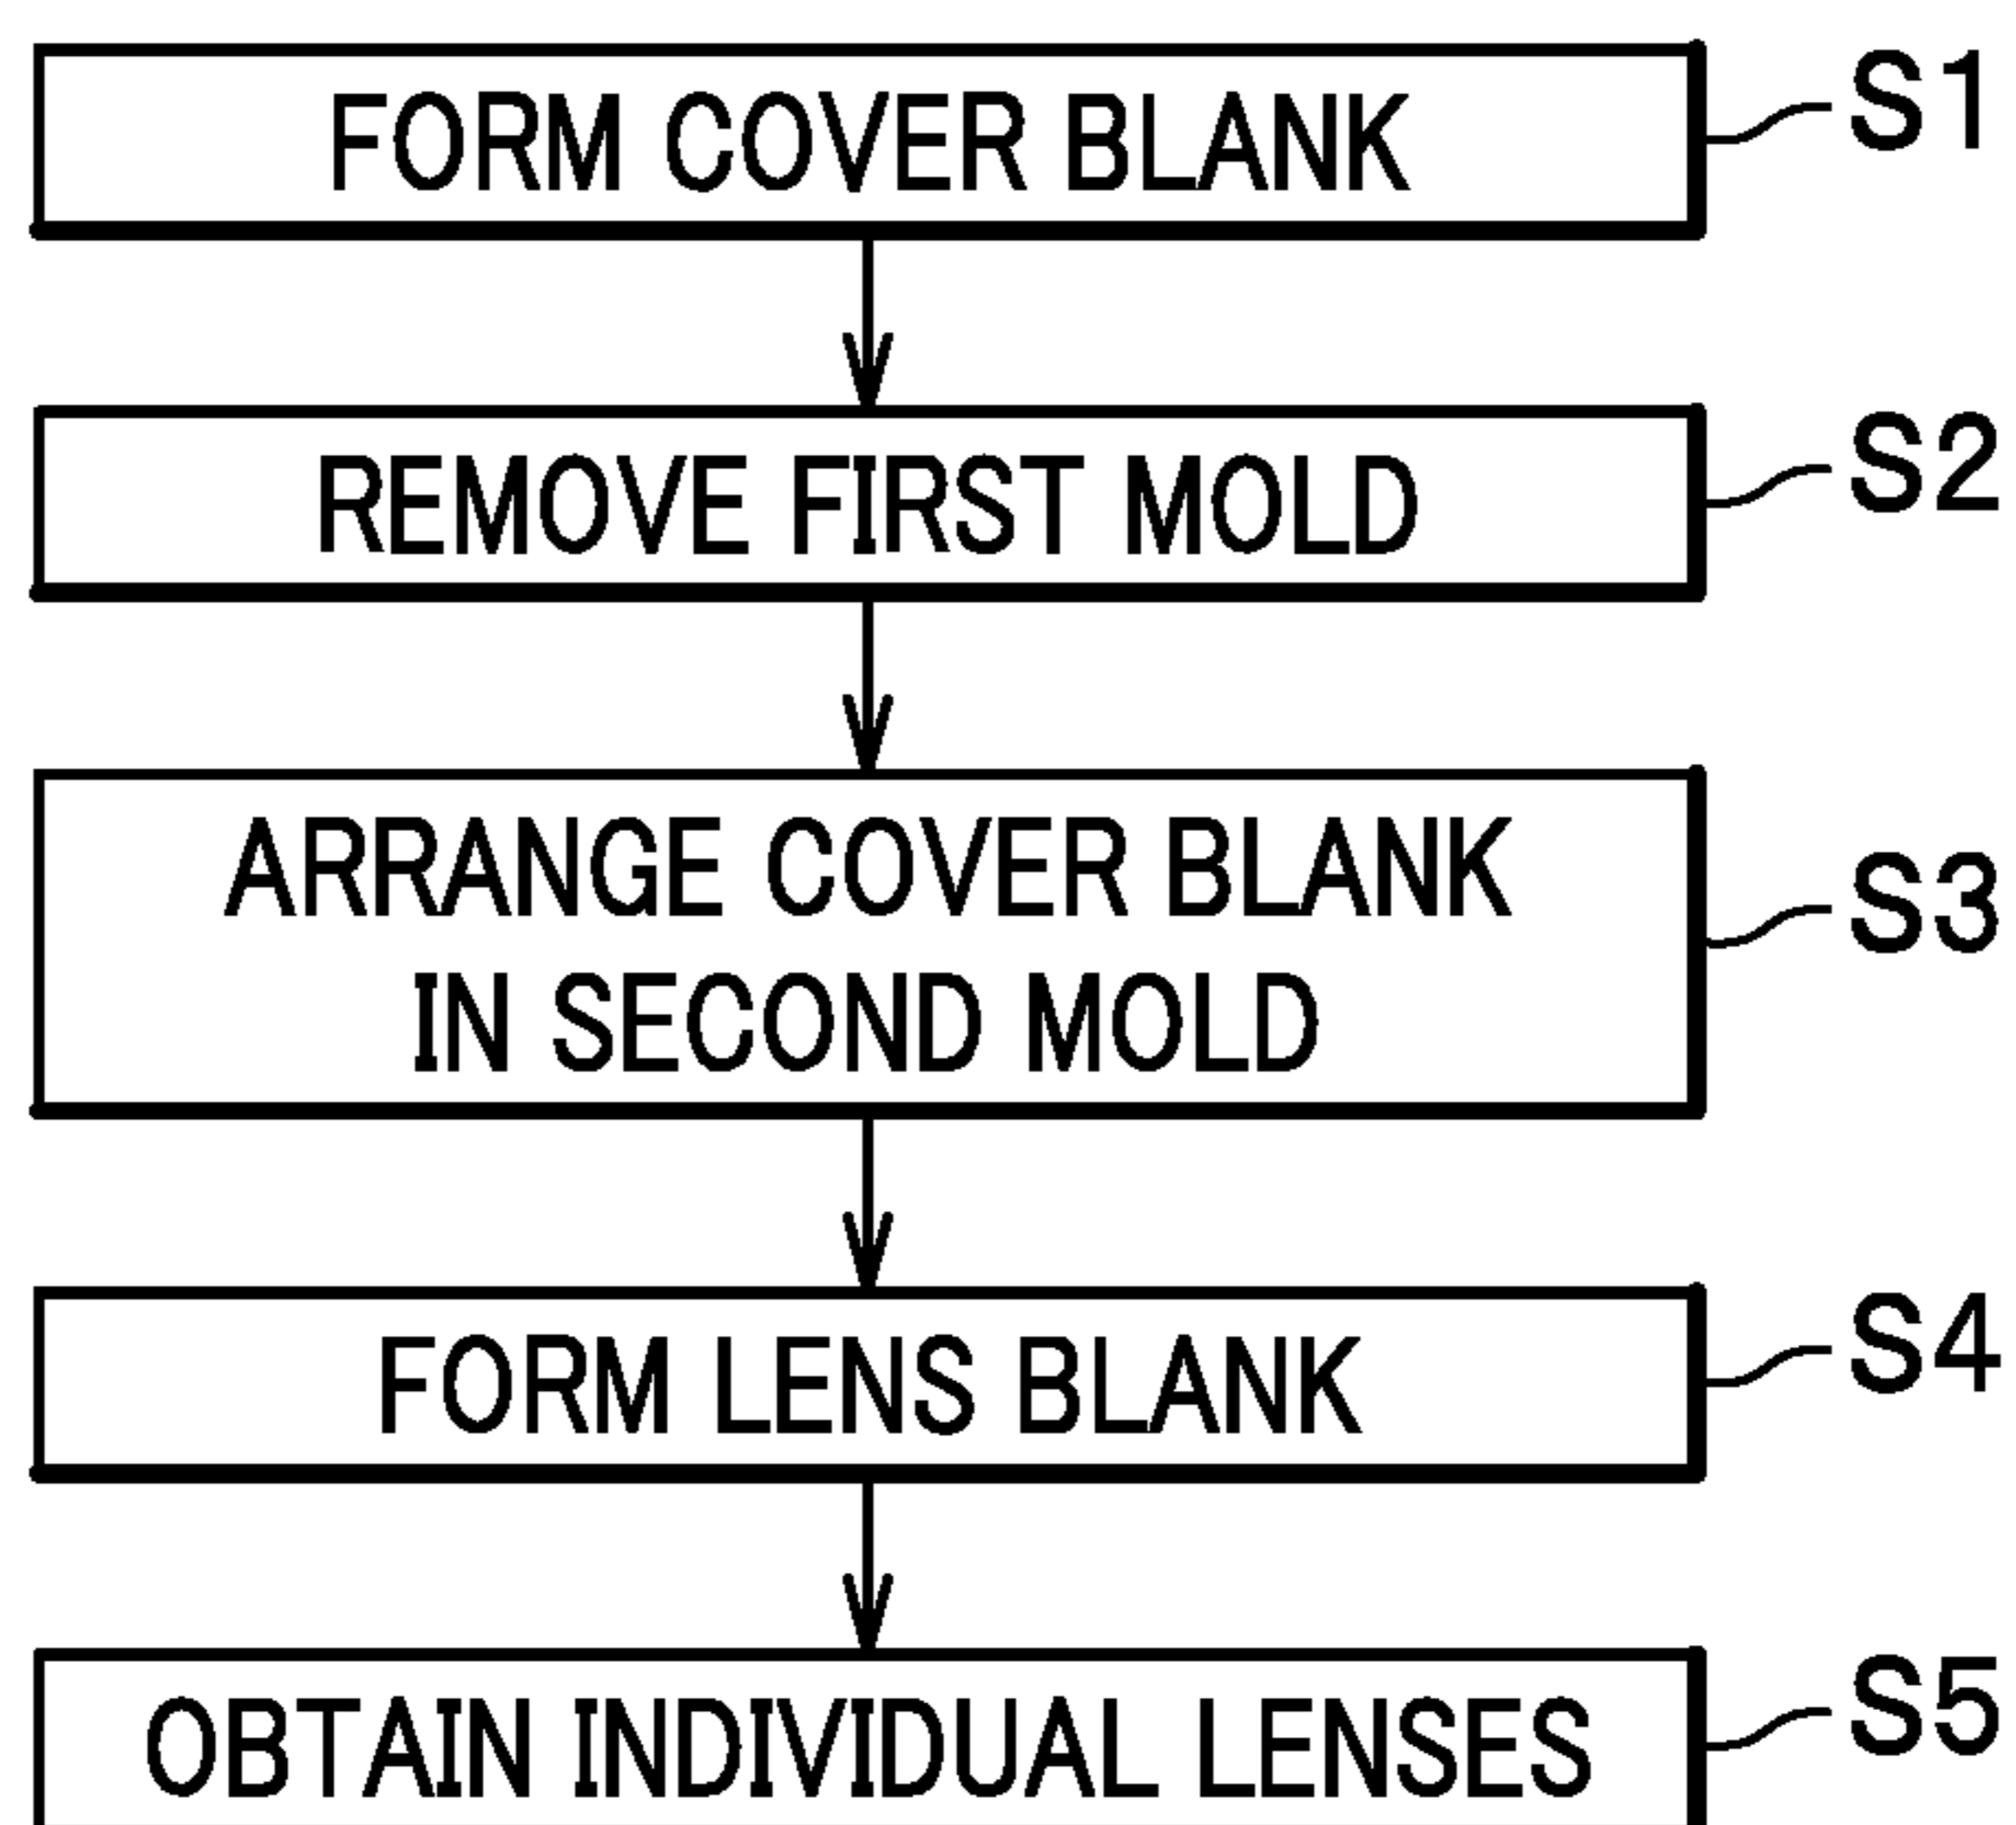 FORM COVER BLANK S1
REMOVE FIRST MOLD S2
ARRANGE COVER BLANK
IN SECOND MOLD
S3
FORM LENS BLANK S4
OBTAIN INDIVIDUAL LENSES S5